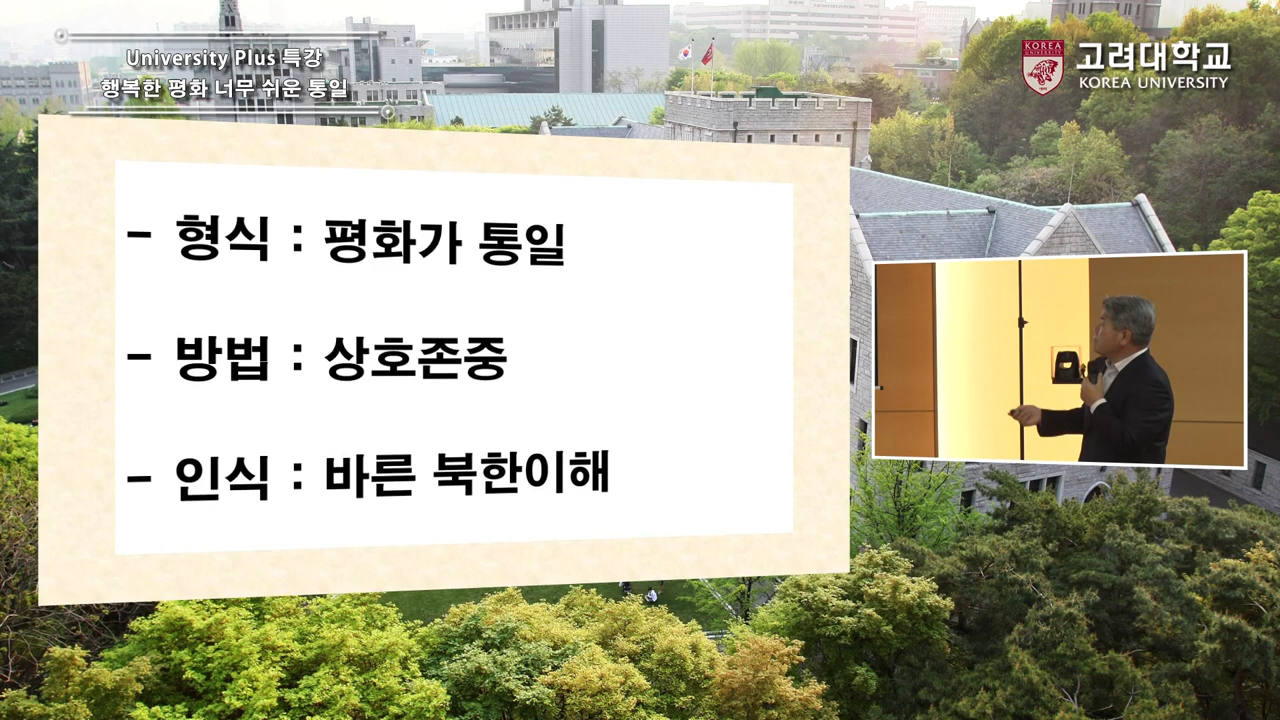 University Plus 특강
행복한 평화 너무 쉬운 통일
KOREA
UNIVERSITY
고려대학교
KOREA UNIVERSITY
- 형식 : 평화가 통일
- 방법 : 상호존중
- 인식 : 바른 북한이해